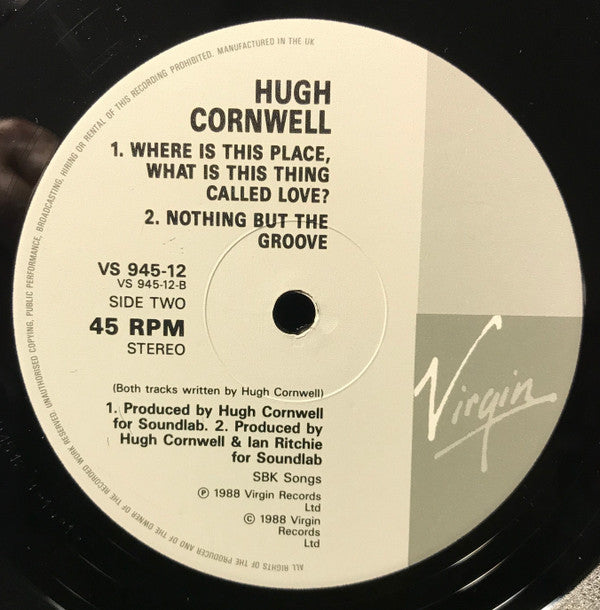 ALL RIGHTS OF THE PRODUCER AND OF THE OWNER OF THE RECORDED WORK RESERVED. UNAUTHORISED COPYING, PUBLIC PERFORMANCE, BROADCASTING, HIRING OR RENTAL OF THIS RECORDING PROHIBITED. MANUFACTURED IN THE UK
HUGH
CORNWELL
1. WHERE IS THIS PLACE,
WHAT IS THIS THING
CALLED LOVE?
2. NOTHING BUT THE
GROOVE
VS 945-12
VS 945-12-B
SIDE TWO
45 RPM
STEREO
(Both tracks written by Hugh Cornwell)
1. Produced by Hugh Cornwell
for Soundlab. 2. Produced by
Hugh Cornwell & Ian Ritchie
for Soundlab
SBK Songs
℗ 1988 Virgin Records
Ltd
© 1988 Virgin
Records
Ltd
Virgin